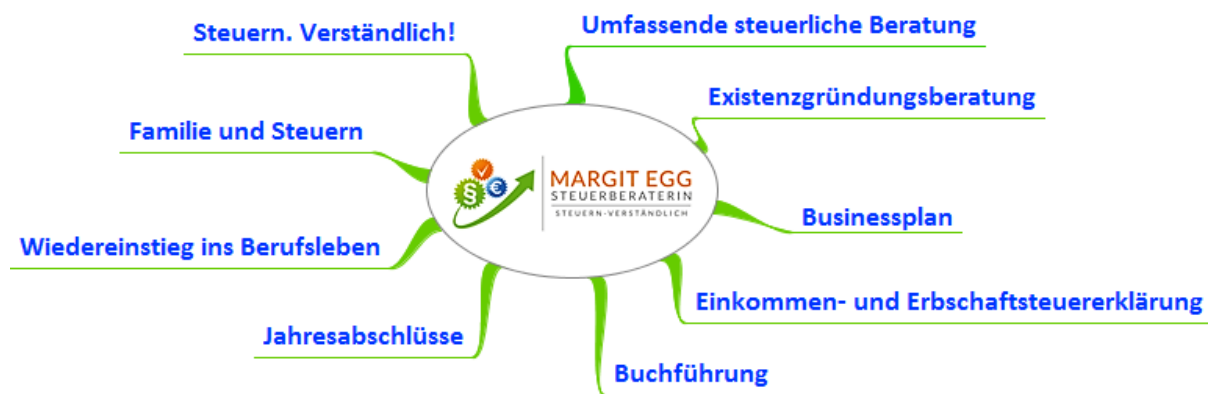 Steuern. Verständlich!
Umfassende steuerliche Beratung
Existenzgründungsberatung
Familie und Steuern
MARGIT EGG
STEUERBERATERIN
STEUERN-VERSTÄNDLICH
§
€
Businessplan
Wiedereinstieg ins Berufsleben
Einkommen- und Erbschaftsteuererklärung
Jahresabschlüsse
Buchführung